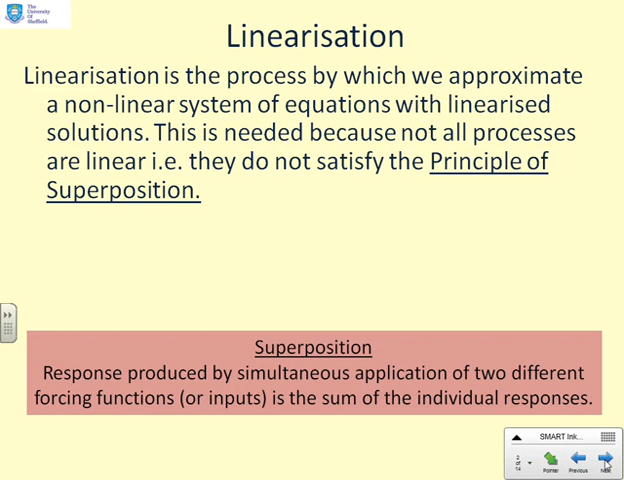 The
University
Of
Sheffield.
Linearisation
Linearisation is the process by which we approximate
a non-linear system of equations with linearised
solutions. This is needed because not all processes
are linear i.e. they do not satisfy the Principle of
Superposition.
Superposition
Response produced by simultaneous application of two different
forcing functions (or inputs) is the sum of the individual responses.
SMART Ink...
2
of
14
Pointer
Previous
Next